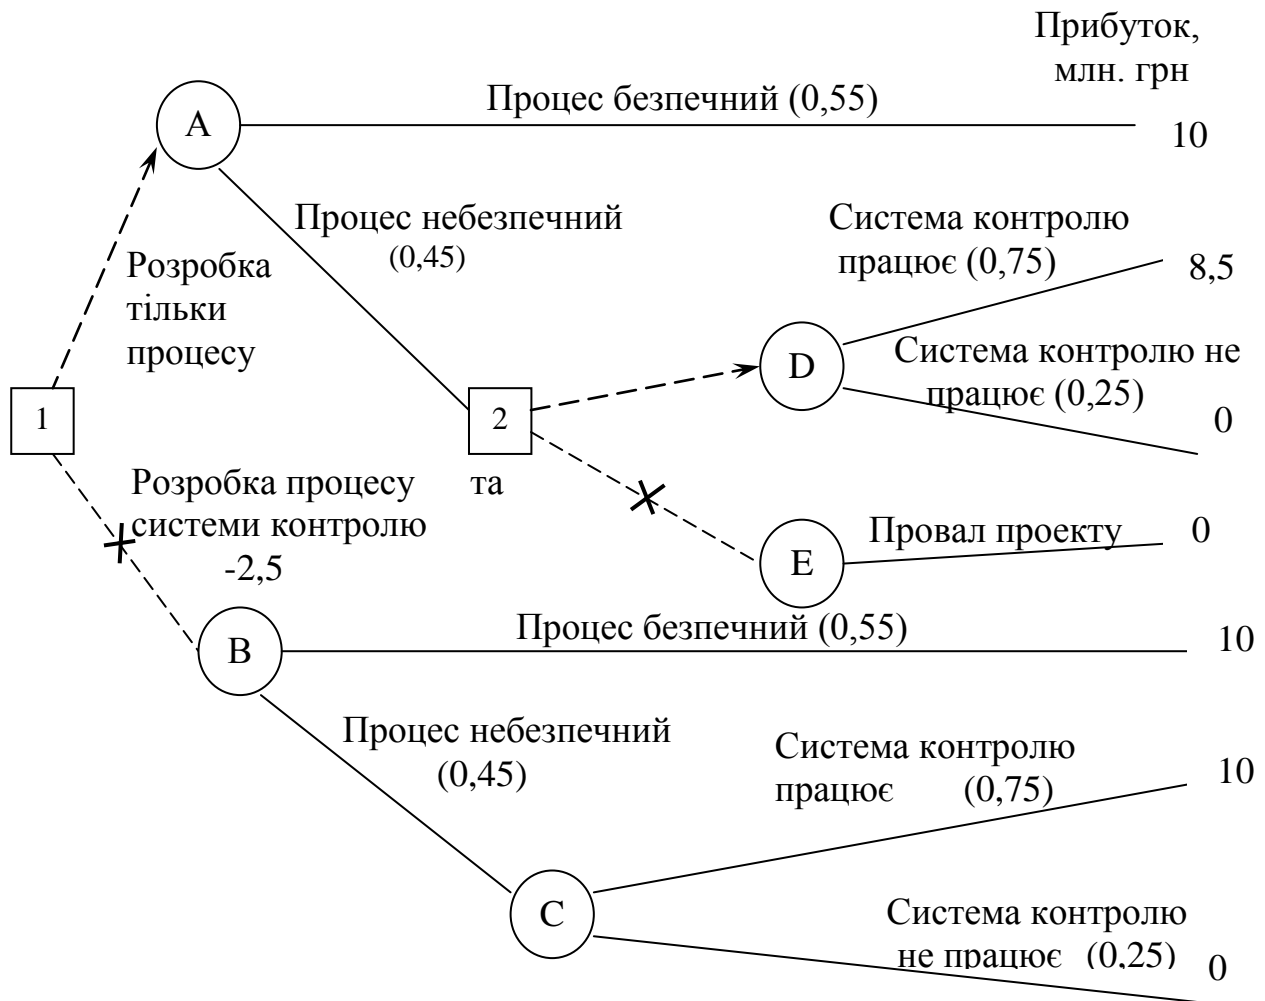 Прибуток,
млн. грн
Процес безпечний (0,55)
А
10
Процес небезпечний
(0,45)
Система контролю
працює (0,75)
8,5
Розробка
тільки
процесу
Система контролю не
працює (0,25)
D
0
1
2
Розробка процесу та
системи контролю
-2,5
Провал проекту
0
E
Процес безпечний (0,55)
10
B
Процес небезпечний
(0,45)
Система контролю
працює (0,75)
10
C
Система контролю
не працює (0,25)
0